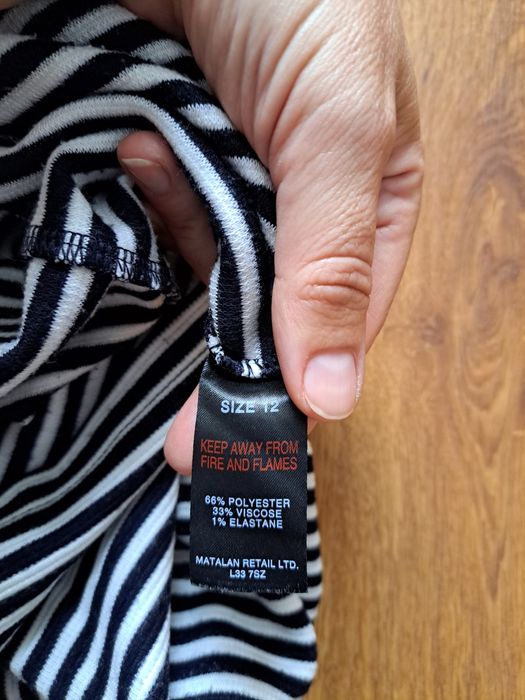 SIZE 12
KEEP AWAY FROM
FIRE AND FLAMES
66% POLYESTER
33% VISCOSE
1% ELASTANE
MATALAN RETAIL LTD.
L33 7SZ